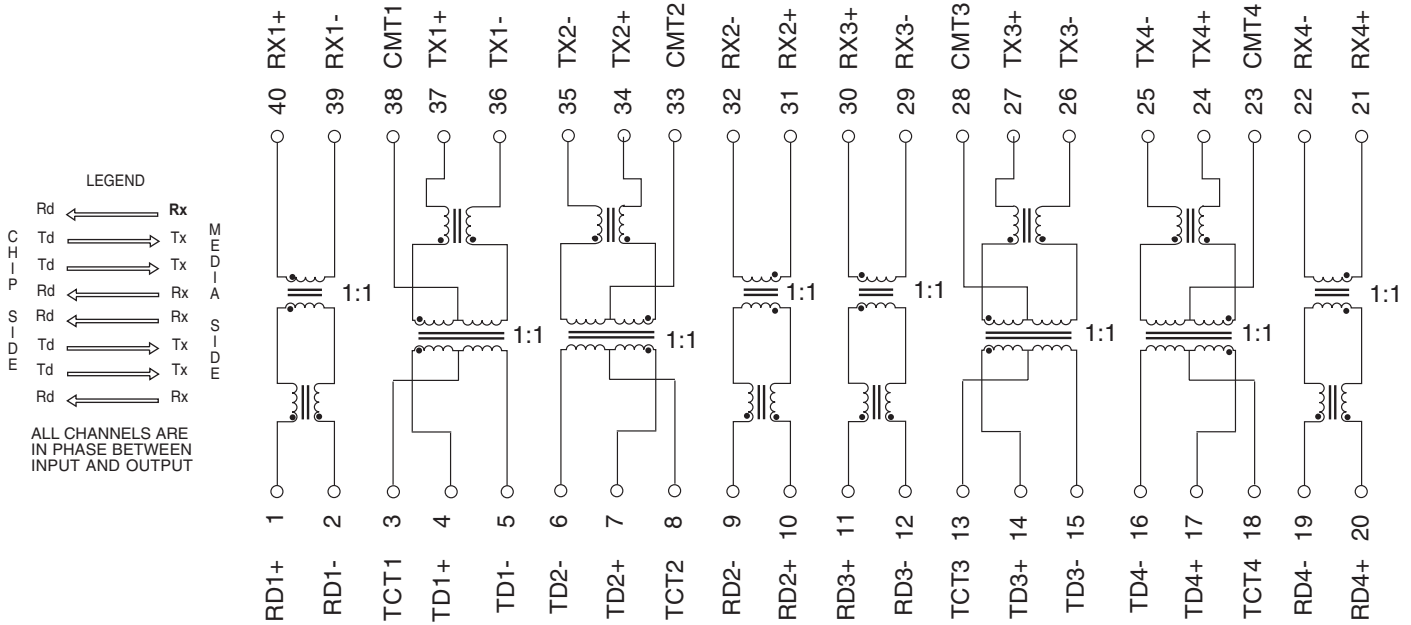 RX1+ RX1- CMT1 TX1+ TX1- TX2- TX2+ CMT2 RX2- RX2+ RX3+ RX3- CMT3 TX3+ TX3- TX4- TX4+ CMT4 RX4- RX4+
40 39 38 37 36 35 34 33 32 31 30 29 28 27 26 25 24 23 22 21
LEGEND
CHIP SIDE
MEDIA SIDE
Rd Rx
Td Tx
Td Tx
Rd Rx
Rd Rx
Td Tx
Td Tx
Rd Rx
ALL CHANNELS ARE
IN PHASE BETWEEN
INPUT AND OUTPUT
1:1
1:1
1:1
1:1
1:1
1:1
1:1
1:1
1 2 3 4 5 6 7 8 9 10 11 12 13 14 15 16 17 18 19 20
RD1+ RD1- TCT1 TD1+ TD1- TD2- TD2+ TCT2 RD2- RD2+ RD3+ RD3- TCT3 TD3+ TD3- TD4- TD4+ TCT4 RD4- RD4+